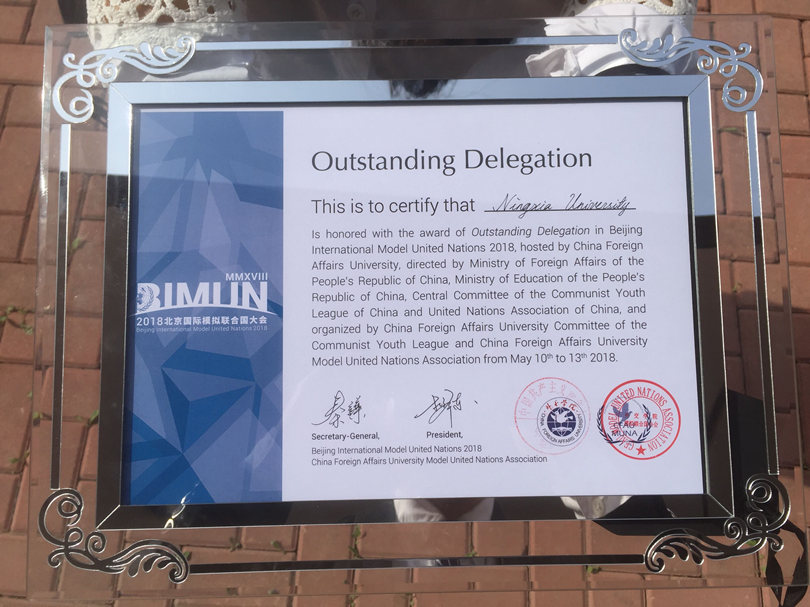 Outstanding Delegation
This is to certify that Ningxia University
Is honored with the award of Outstanding Delegation in Beijing
International Model United Nations 2018, hosted by China Foreign
Affairs University, directed by Ministry of Foreign Affairs of the
People's Republic of China, Ministry of Education of the People's
Republic of China, Central Committee of the Communist Youth
League of China and United Nations Association of China, and
organized by China Foreign Affairs University Committee of the
Communist Youth League and China Foreign Affairs University
Model United Nations Association from May 10th to 13th 2018.
MMXVIII
BIMUN
2018北京国际模拟联合国大会
Beijing International Model United Nations 2018
Secretary-General, President,
Beijing International Model United Nations 2018
China Foreign Affairs University Model United Nations Association
UNITED NATIONS ASSOCIATION
MUNA